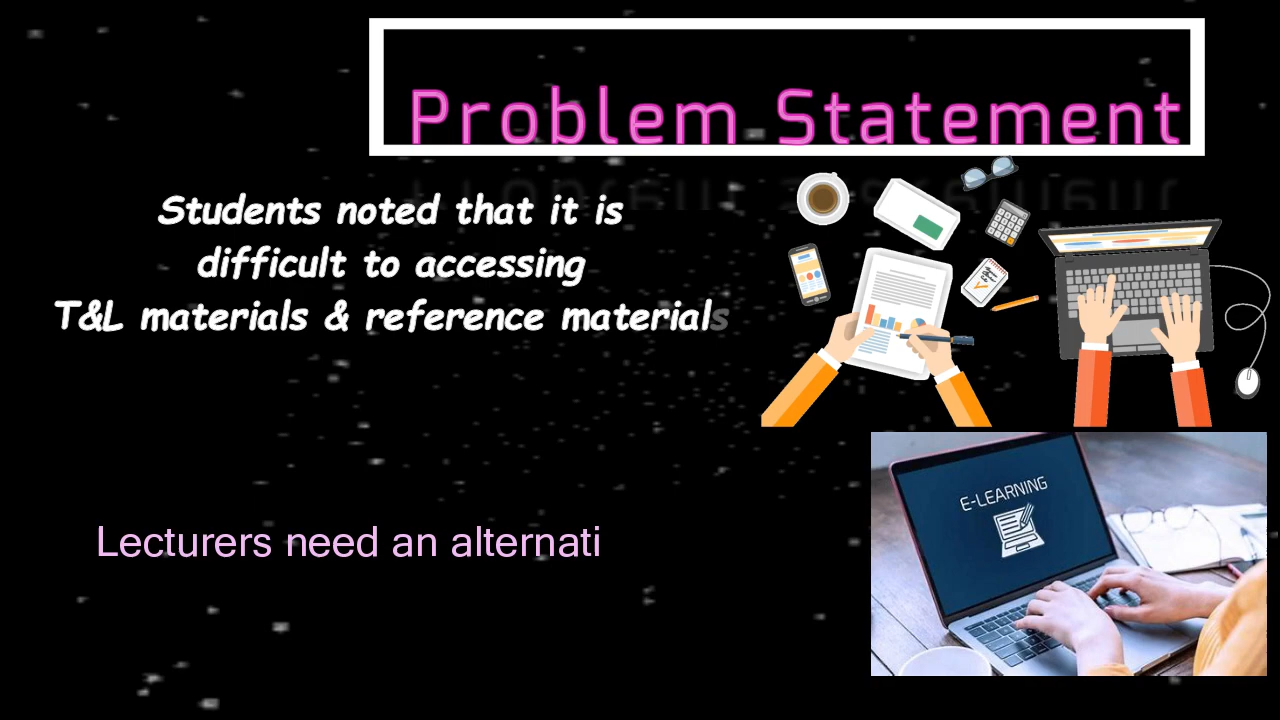 Problem Statement
Students noted that it is
difficult to accessing
T&L materials & reference materials
Lecturers need an alternati
E-LEARNING